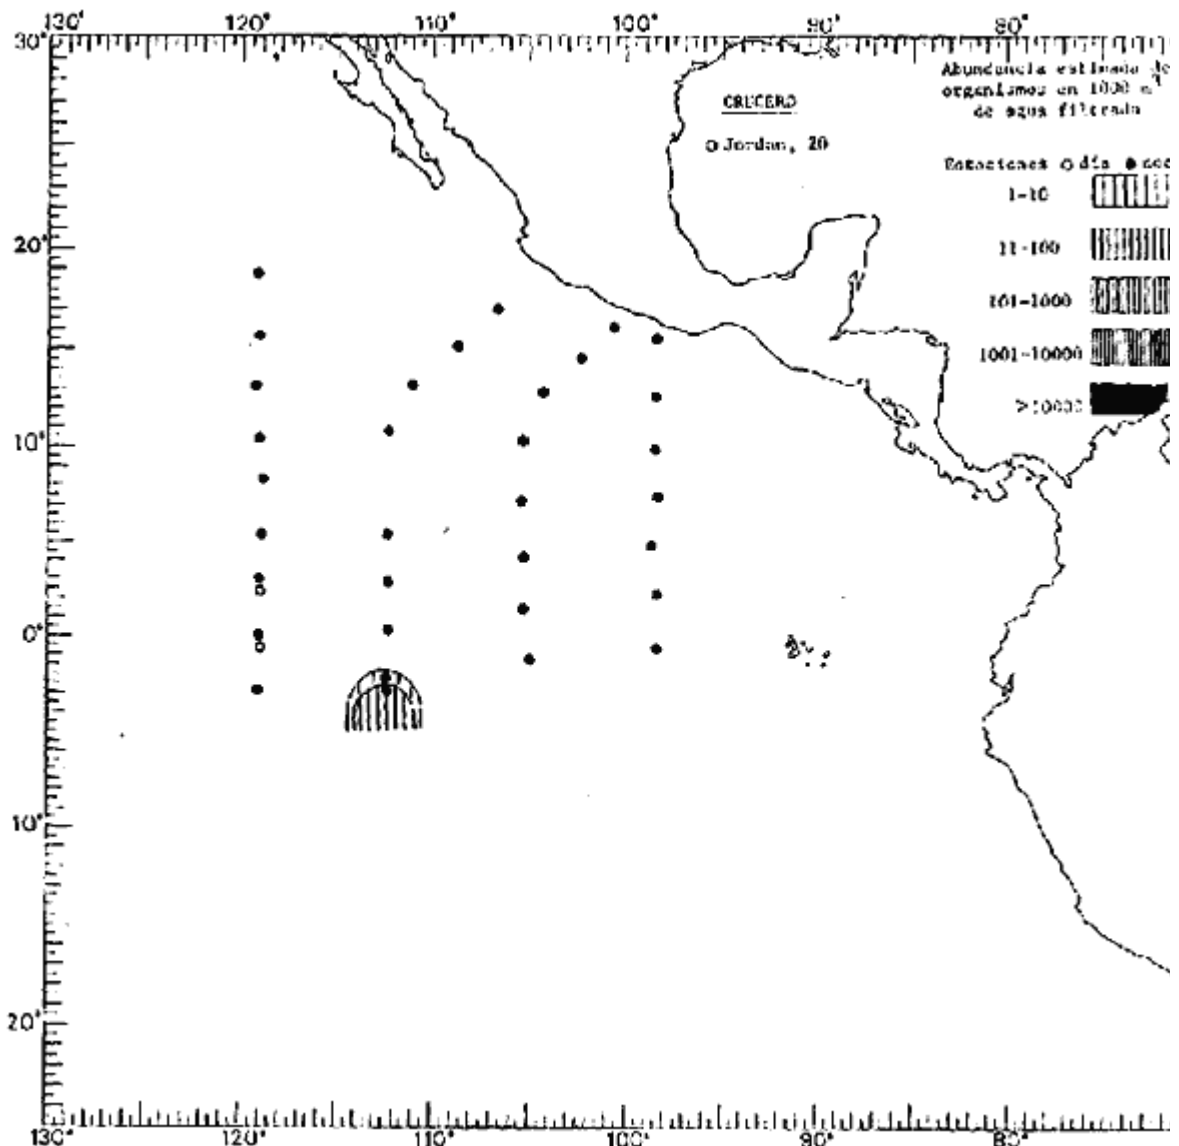 130° 120° 110° 100° 90° 80°
30°
20°
10°
0°
10°
20°
130° 120° 110° 100° 90° 80°
CRUCERO
Jordan, 20
Abundancia estimada de
organismos en 1000 m³
de agua filtrada
Estaciones día noc
1-10
11-100
101-1000
1001-10000
>10000